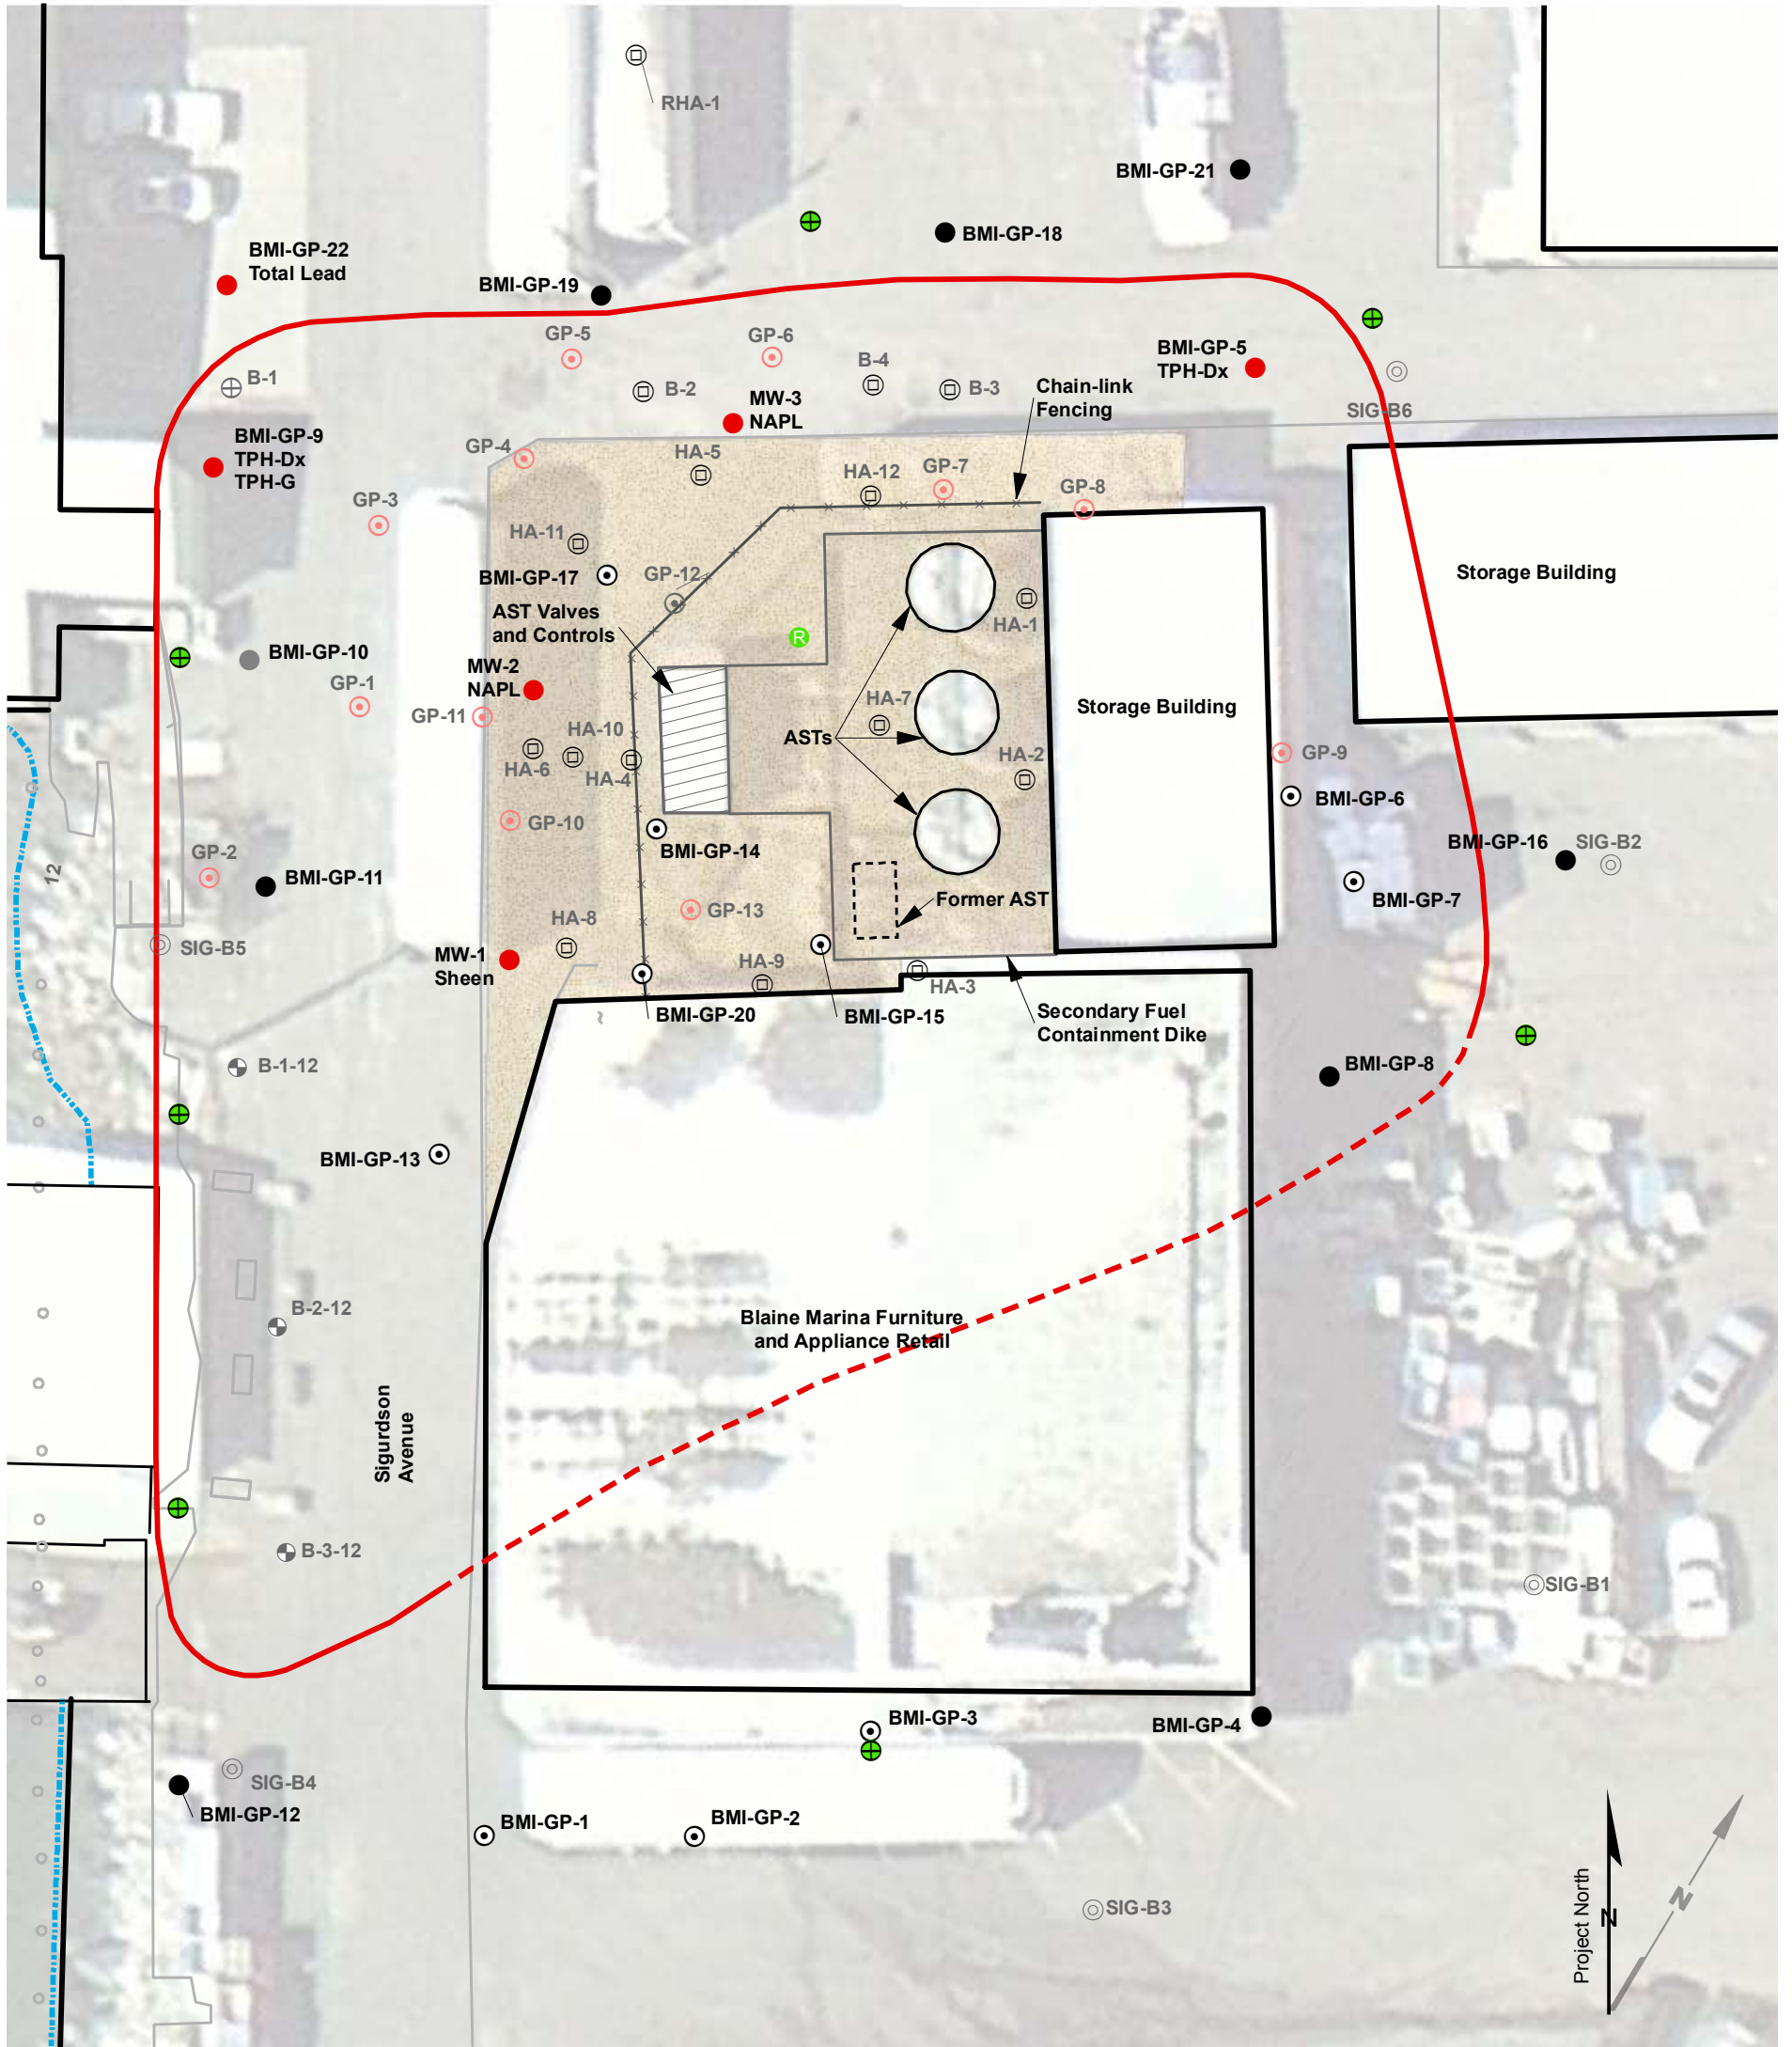 RHA-1
BMI-GP-21
BMI-GP-18
BMI-GP-22
Total Lead
BMI-GP-19
GP-5
GP-6
B-4
BMI-GP-5
TPH-Dx
B-1
B-2
B-3
MW-3
NAPL
Chain-link
Fencing
SIG-B6
BMI-GP-9
TPH-Dx
TPH-G
GP-4
HA-5
HA-12
GP-7
GP-8
GP-3
HA-11
BMI-GP-17
GP-12
Storage Building
AST Valves
and Controls
R
HA-1
BMI-GP-10
MW-2
NAPL
GP-1
GP-11
HA-7
Storage Building
HA-10
ASTs
HA-6
HA-4
HA-2
GP-9
BMI-GP-6
GP-10
BMI-GP-14
BMI-GP-16
SIG-B2
GP-2
12
BMI-GP-11
Former AST
BMI-GP-7
GP-13
HA-8
SIG-B5
MW-1
Sheen
HA-9
HA-3
BMI-GP-20
BMI-GP-15
Secondary Fuel
Containment Dike
B-1-12
BMI-GP-8
BMI-GP-13
B-2-12
Blaine Marina Furniture
and Appliance Retail
Sigurdson
Avenue
B-3-12
SIG-B1
BMI-GP-3
BMI-GP-4
SIG-B4
BMI-GP-12
BMI-GP-1
BMI-GP-2
SIG-B3
Project North
N
N